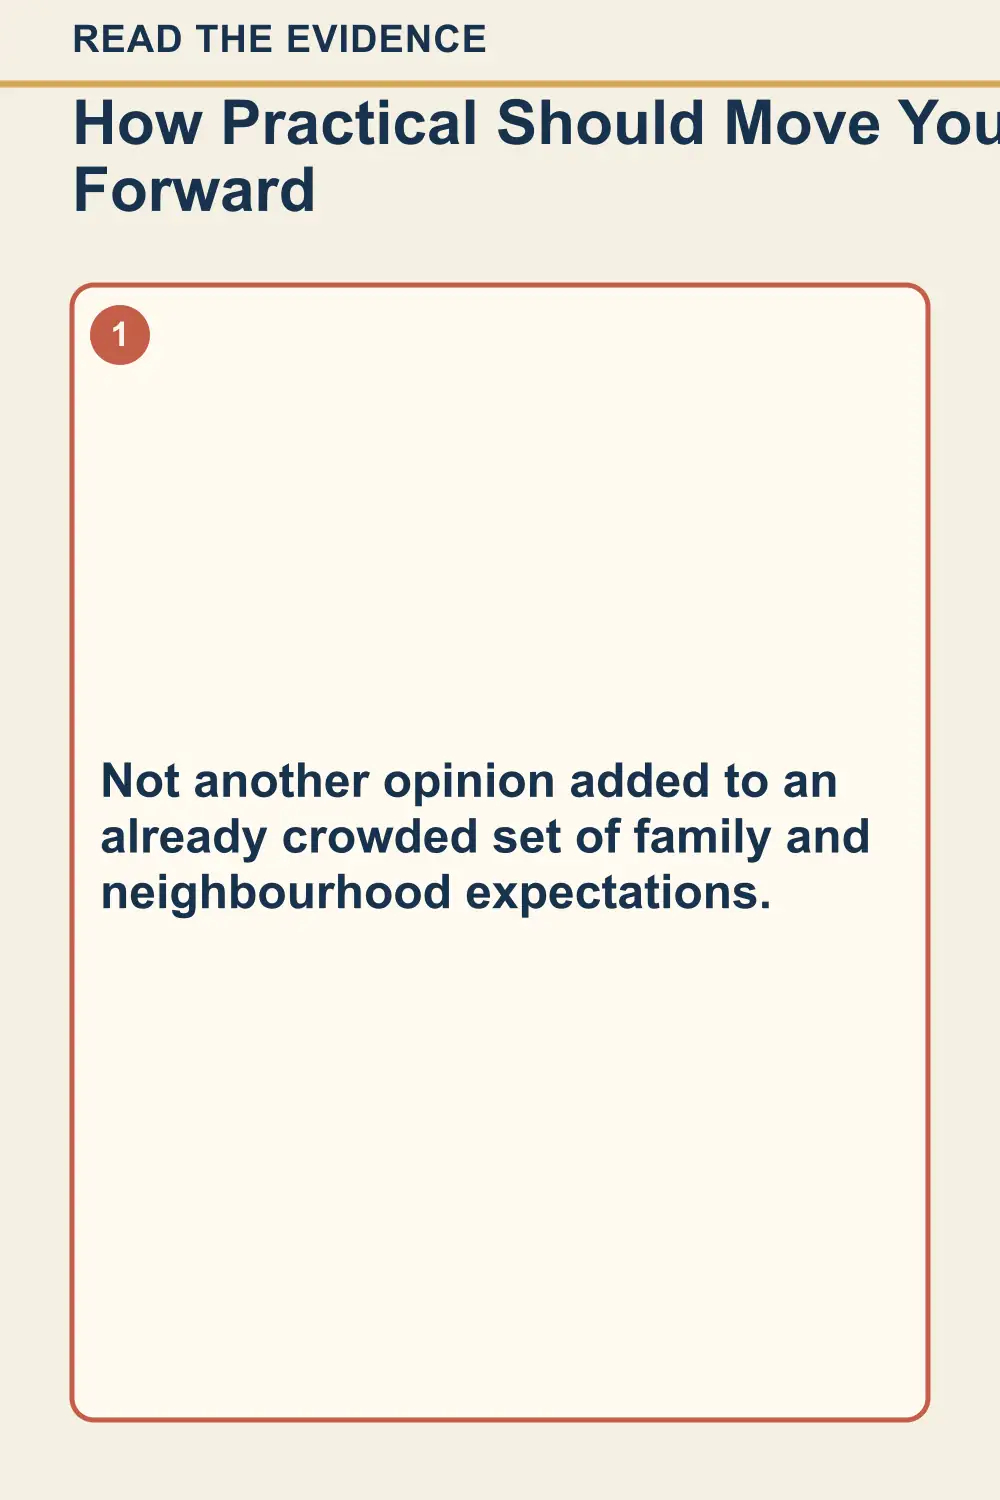 READ THE EVIDENCE
How Practical Should Move You
Forward
1
Not another opinion added to an
already crowded set of family and
neighbourhood expectations.